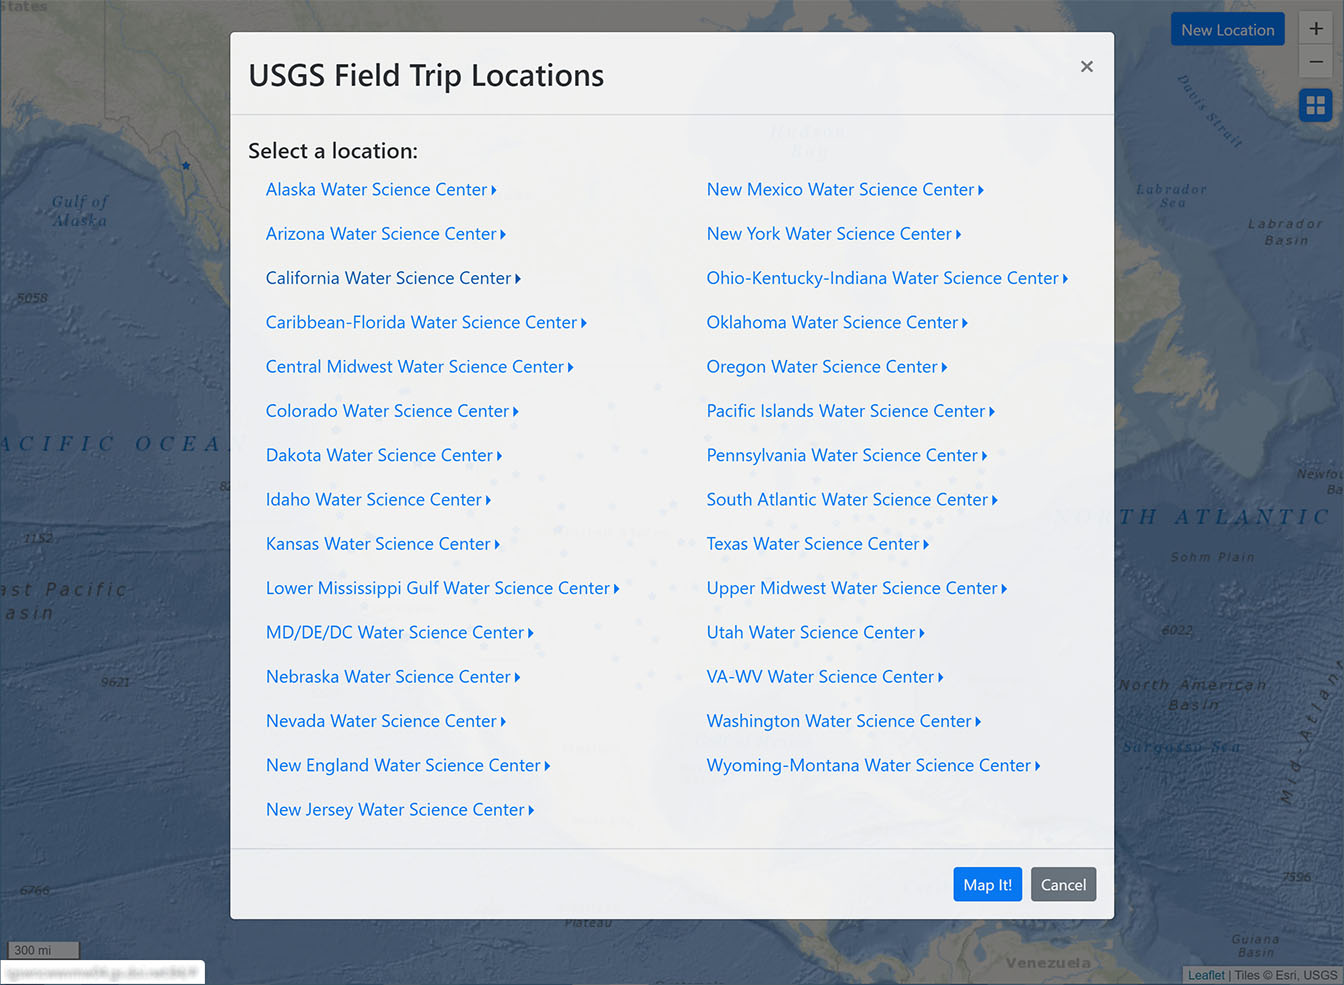 States
New Location
+
−
USGS Field Trip Locations
×
Select a location:
Alaska Water Science Center
Arizona Water Science Center
California Water Science Center
Caribbean-Florida Water Science Center
Central Midwest Water Science Center
Colorado Water Science Center
Dakota Water Science Center
Idaho Water Science Center
Kansas Water Science Center
Lower Mississippi Gulf Water Science Center
MD/DE/DC Water Science Center
Nebraska Water Science Center
Nevada Water Science Center
New England Water Science Center
New Jersey Water Science Center
New Mexico Water Science Center
New York Water Science Center
Ohio-Kentucky-Indiana Water Science Center
Oklahoma Water Science Center
Oregon Water Science Center
Pacific Islands Water Science Center
Pennsylvania Water Science Center
South Atlantic Water Science Center
Texas Water Science Center
Upper Midwest Water Science Center
Utah Water Science Center
VA-WV Water Science Center
Washington Water Science Center
Wyoming-Montana Water Science Center
Map It!
Cancel
Hudson
Bay
Gulf of
Alaska
5058
ACIFIC OCEA
1152
ast Pacific
asin
9621
6766
300 mi
Davis Strait
Labrador
Sea
Labrador
Basin
Newfou
Ba
NORTH ATLANTIC
Sohm Plain
6022
North American
Basin
Sargasso Sea
Mid-Atlant
7596
Guiana
Basin
Venezuela
Plateau
Leaflet | Tiles © Esri, USGS